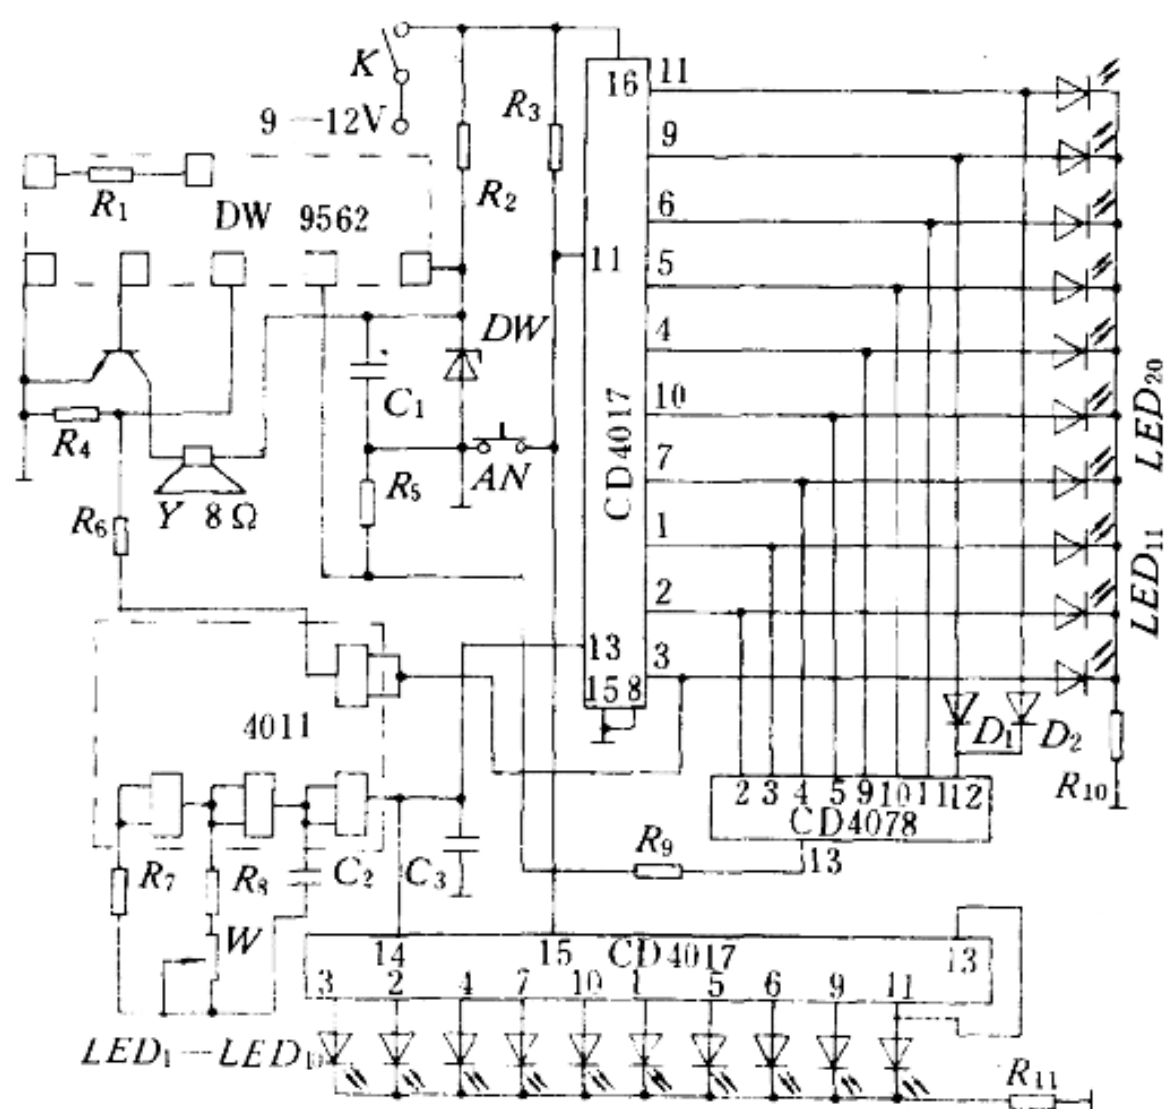 K
9 — 12V
R3
R2
R1
DW 9562
16
11
9
6
5
4
10
7
1
2
3
11
DW
C1
CD4017
R4
R5
AN
Y 8Ω
R6
LED20
LED11
13
15 8
4011
D1
D2
R10
2 3 4 5 9 10 11 12
CD4078
13
R9
R7
R8
C2
C3
W
14
15
CD4017
13
3 2 4 7 10 1 5 6 9 11
LED1—LED10
R11